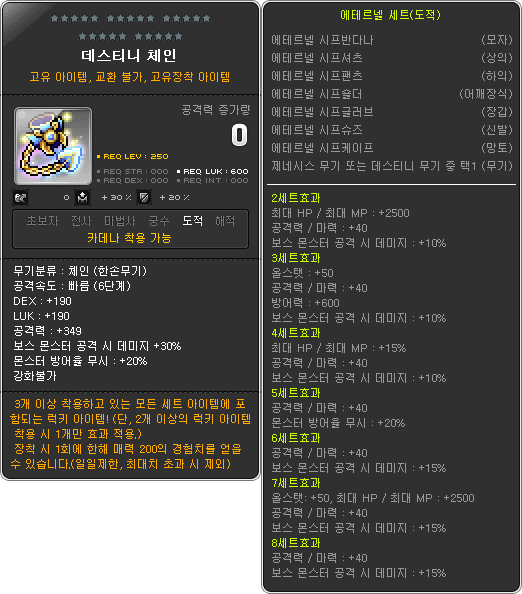 데스티니 체인
고유 아이템, 교환 불가, 고유장착 아이템
공격력 증가량
0
REQ LEV : 250
REQ STR : 000
REQ LUK : 600
REQ DEX : 000
REQ INT : 000
0
+ 30 %
+ 20 %
초보자 전사 마법사 궁수 도적 해적
카데나 착용 가능
무기분류 : 체인 (한손무기)
공격속도 : 빠름 (6단계)
DEX : +190
LUK : +190
공격력 : +349
보스 몬스터 공격 시 데미지 +30%
몬스터 방어율 무시 : +20%
강화불가
3개 이상 착용하고 있는 모든 세트 아이템에 포
함되는 럭키 아이템! (단, 2개 이상의 럭키 아이템
착용 시 1개만 효과 적용.)
장착 시 1회에 한해 매력 200의 경험치를 얻을
수 있습니다.(일일제한, 최대치 초과 시 제외)
에테르넬 세트(도적)
에테르넬 시프반다나 (모자)
에테르넬 시프셔츠 (상의)
에테르넬 시프팬츠 (하의)
에테르넬 시프숄더 (어깨장식)
에테르넬 시프글러브 (장갑)
에테르넬 시프슈즈 (신발)
에테르넬 시프케이프 (망토)
제네시스 무기 또는 데스티니 무기 중 택1 (무기)
2세트효과
최대 HP / 최대 MP : +2500
공격력 / 마력 : +40
보스 몬스터 공격 시 데미지 : +10%
3세트효과
올스탯 : +50
공격력 / 마력 : +40
방어력 : +600
보스 몬스터 공격 시 데미지 : +10%
4세트효과
최대 HP / 최대 MP : +15%
공격력 / 마력 : +40
보스 몬스터 공격 시 데미지 : +10%
5세트효과
공격력 / 마력 : +40
몬스터 방어율 무시 : +20%
6세트효과
공격력 / 마력 : +40
보스 몬스터 공격 시 데미지 : +15%
7세트효과
올스탯: +50, 최대 HP / 최대 MP : +2500
공격력 / 마력 : +40
보스 몬스터 공격 시 데미지 : +15%
8세트효과
공격력 / 마력 : +40
보스 몬스터 공격 시 데미지 : +15%